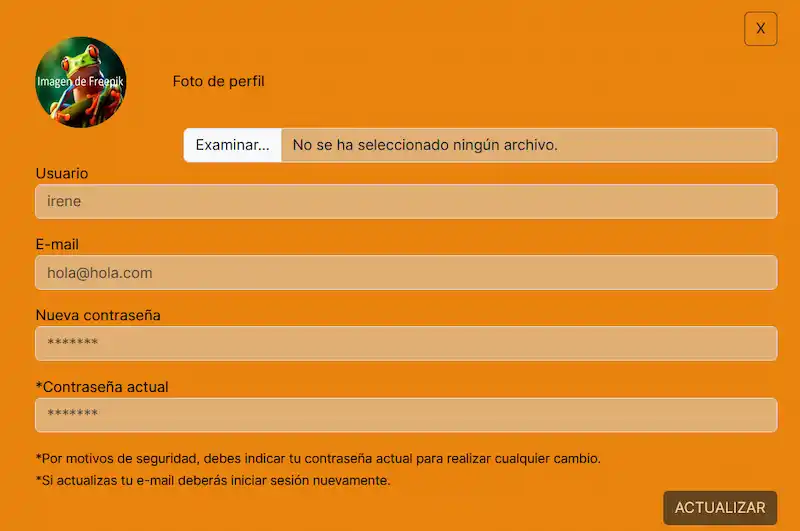 X
Imagen de Freepik
Foto de perfil
Examinar... No se ha seleccionado ningún archivo.
Usuario
irene
E-mail
hola@hola.com
Nueva contraseña
*******
*Contraseña actual
*******
*Por motivos de seguridad, debes indicar tu contraseña actual para realizar cualquier cambio.
*Si actualizas tu e-mail deberás iniciar sesión nuevamente.
ACTUALIZAR